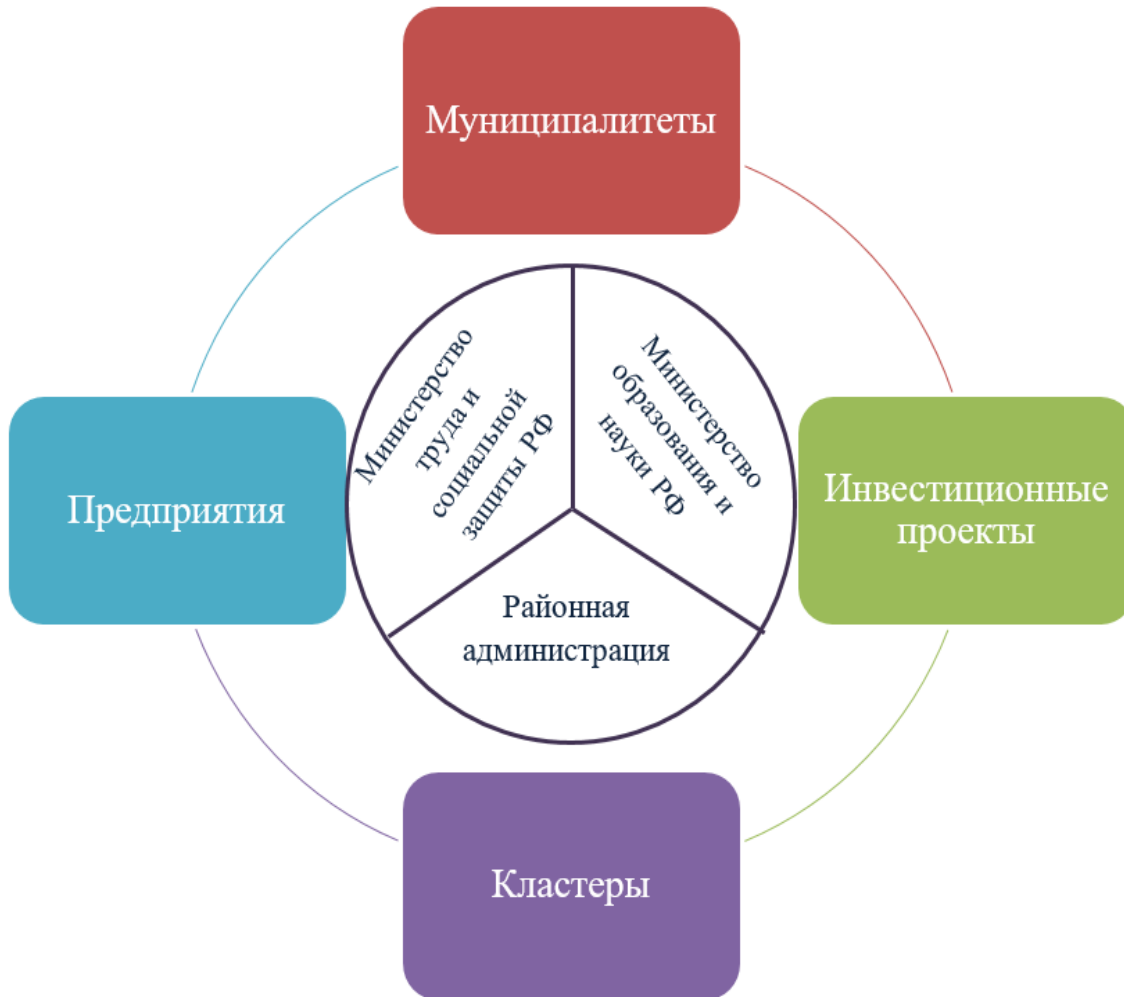 Муниципалитеты
Министерство
труда и
социальной
защиты РФ
Министерство
образования и
науки РФ
Предприятия
Инвестиционные
проекты
Районная
администрация
Кластеры